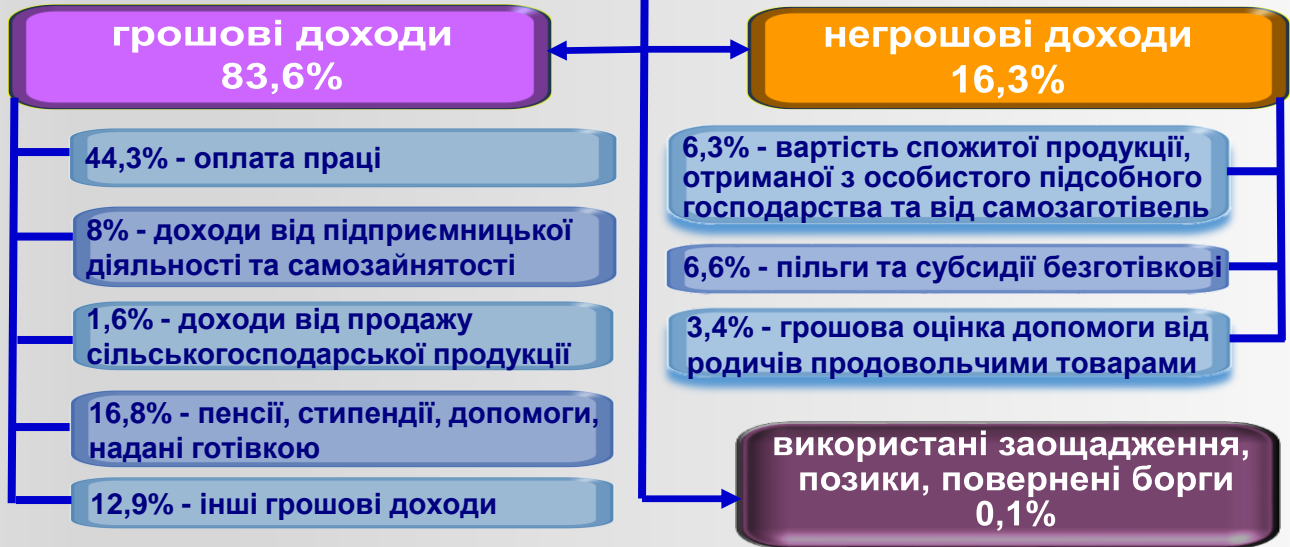 грошові доходи
83,6%
44,3% - оплата праці
8% - доходи від підприємницької
діяльності та самозайнятості
1,6% - доходи від продажу
сільськогосподарської продукції
16,8% - пенсії, стипендії, допомоги,
надані готівкою
12,9% - інші грошові доходи
негрошові доходи
16,3%
6,3% - вартість спожитої продукції,
отриманої з особистого підсобного
господарства та від самозаготівель
6,6% - пільги та субсидії безготівкові
3,4% - грошова оцінка допомоги від
родичів продовольчими товарами
використані заощадження,
позики, повернені борги
0,1%